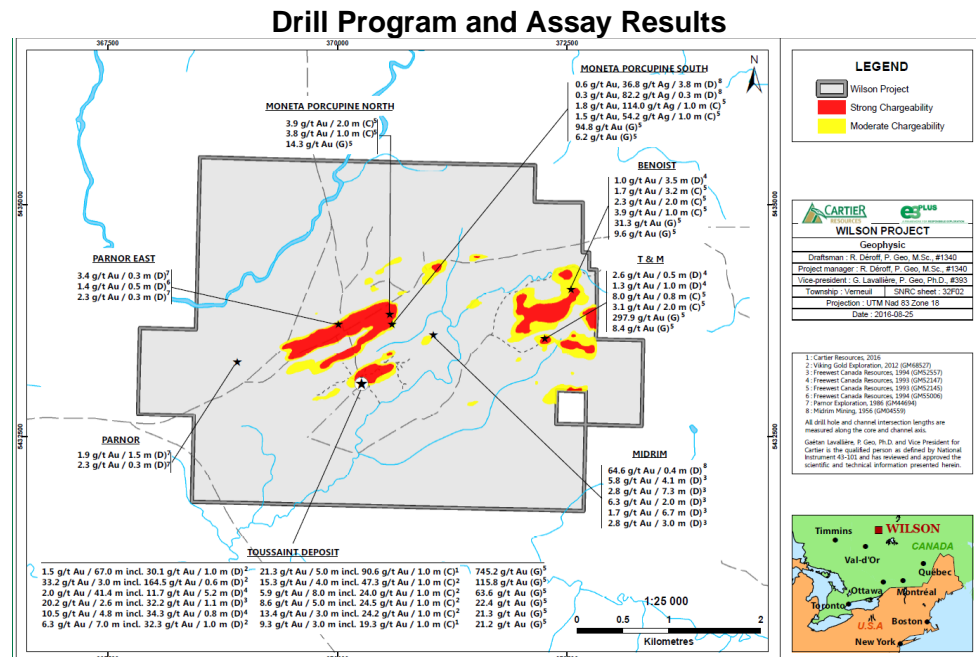 Drill Program and Assay Results
367500
370000
372500
N
MONETA PORCUPINE SOUTH
0.6 g/t Au, 36.8 g/t Ag / 3.8 m (D)8
0.3 g/t Au, 82.2 g/t Ag / 0.3 m (D)8
1.8 g/t Au, 114.0 g/t Ag / 1.0 m (C)5
1.5 g/t Au, 54.2 g/t Ag / 1.0 m (C)5
94.8 g/t Au (G)5
6.2 g/t Au (G)5
MONETA PORCUPINE NORTH
3.9 g/t Au / 2.0 m (C)5
3.8 g/t Au / 1.0 m (C)5
14.3 g/t Au (G)5
BENOIST
1.0 g/t Au / 3.5 m (D)4
1.7 g/t Au / 3.2 m (C)5
2.3 g/t Au / 2.0 m (C)5
3.9 g/t Au / 1.0 m (C)5
31.3 g/t Au (G)5
9.6 g/t Au (G)5
5435000
5435000
PARNOR EAST
3.4 g/t Au / 0.3 m (D)7
1.4 g/t Au / 0.5 m (D)6
2.3 g/t Au / 0.3 m (D)7
T & M
2.6 g/t Au / 0.5 m (D)4
1.3 g/t Au / 1.0 m (D)4
8.0 g/t Au / 0.8 m (C)5
3.1 g/t Au / 2.0 m (C)5
297.9 g/t Au (G)5
8.4 g/t Au (G)5
PARNOR
1.9 g/t Au / 1.5 m (D)7
2.3 g/t Au / 0.3 m (D)7
5432500
5432500
MIDRIM
64.6 g/t Au / 0.4 m (D)8
5.8 g/t Au / 4.1 m (D)3
2.8 g/t Au / 7.3 m (D)3
6.3 g/t Au / 2.0 m (D)3
1.7 g/t Au / 6.7 m (D)3
2.8 g/t Au / 3.0 m (D)3
TOUSSAINT DEPOSIT
1.5 g/t Au / 67.0 m incl. 30.1 g/t Au / 1.0 m (D)2 21.3 g/t Au / 5.0 m incl. 90.6 g/t Au / 1.0 m (C)1 745.2 g/t Au (G)5
33.2 g/t Au / 3.0 m incl. 164.5 g/t Au / 0.6 m (D)2 15.3 g/t Au / 4.0 m incl. 47.3 g/t Au / 1.0 m (C)2 115.8 g/t Au (G)5
2.0 g/t Au / 41.4 m incl. 11.7 g/t Au / 5.2 m (D)4 5.9 g/t Au / 8.0 m incl. 24.0 g/t Au / 1.0 m (C)2 63.6 g/t Au (G)5
20.2 g/t Au / 2.6 m incl. 32.2 g/t Au / 1.1 m (D)3 8.6 g/t Au / 5.0 m incl. 24.5 g/t Au / 1.0 m (C)2 22.4 g/t Au (G)5
10.5 g/t Au / 4.8 m incl. 34.3 g/t Au / 0.8 m (D)4 13.4 g/t Au / 3.0 m incl. 24.2 g/t Au / 1.0 m (C)2 21.3 g/t Au (G)5
6.3 g/t Au / 7.0 m incl. 32.3 g/t Au / 1.0 m (D)2 9.3 g/t Au / 3.0 m incl. 19.3 g/t Au / 1.0 m (C)1 21.2 g/t Au (G)5
1:25 000
0 0.5 1 2
Kilometres
LEGEND
Wilson Project
Strong Chargeability
Moderate Chargeability
CARTIER
RESOURCES
PLUS
WILSON PROJECT
Geophysic
Draftsman : R. Déroff, P. Geo, M.Sc., #1340
Project manager : R. Déroff, P. Geo, M.Sc., #1340
Vice-president : G. Lavallière, P. Geo, Ph.D., #393
Township : Verneuil SNRC sheet : 32F02
Projection : UTM Nad 83 Zone 18
Date : 2016-08-25
1 : Cartier Resources, 2016
2 : Viking Gold Exploration, 2012 (GM68527)
3 : Freewest Canada Resources, 1994 (GM52557)
4 : Freewest Canada Resources, 1993 (GM52147)
5 : Freewest Canada Resources, 1993 (GM52145)
6 : Freewest Canada Resources, 1994 (GM55006)
7 : Parnor Exploration, 1986 (GM44694)
8 : Midrim Mining, 1956 (GM04559)
All drill hole and channel intersection lengths are
measured along the core and channel axis.
Gaétan Lavallière, P. Geo, Ph.D. and Vice President for
Cartier is the qualified person as defined by National
Instrument 43-101 and has reviewed and approved the
scientific and technical information presented herein.
Timmins
WILSON
CANADA
Val-d'Or
Québec
Ottawa
Montréal
Toronto
Boston
U.S.A
New York